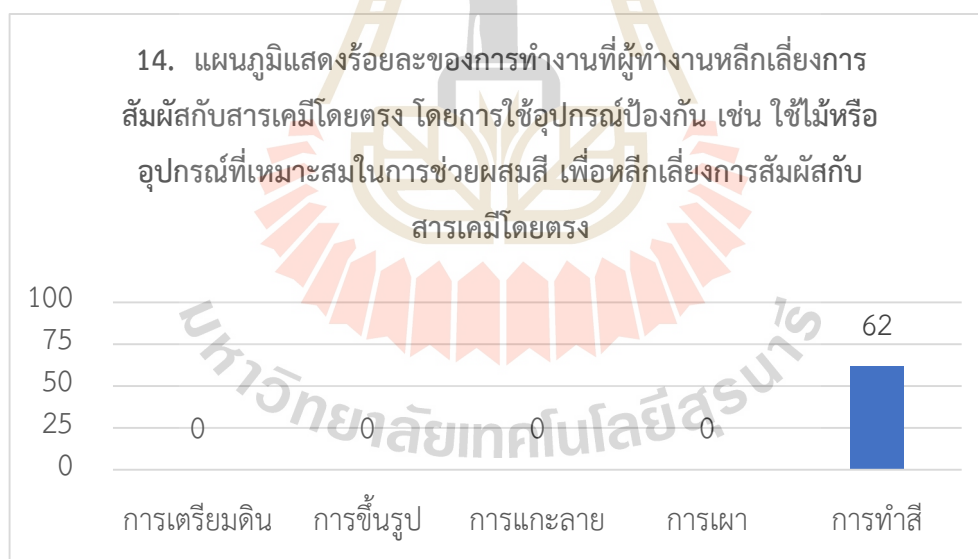 14. แผนภูมิแสดงร้อยละของการทำงานที่ผู้ทำงานหลีกเลี่ยงการ
สัมผัสกับสารเคมีโดยตรง โดยการใช้อุปกรณ์ป้องกัน เช่น ใช้ไม้หรือ
อุปกรณ์ที่เหมาะสมในการช่วยผสมสี เพื่อหลีกเลี่ยงการสัมผัสกับ
สารเคมีโดยตรง
100
75
50
25
0
0
0
0
0
62
การเตรียมดิน การขึ้นรูป การแกะลาย การเผา การทำสี
มหาวิทยาลัยเทคโนโลยีสุรนารี